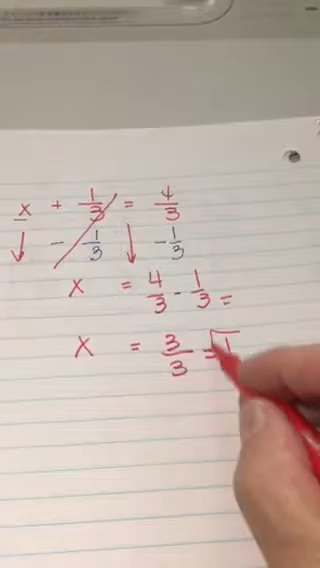 x + 1/3 = 4/3
- 1/3 - 1/3
x = 4/3 - 1/3 =
x = 3/3 = 1